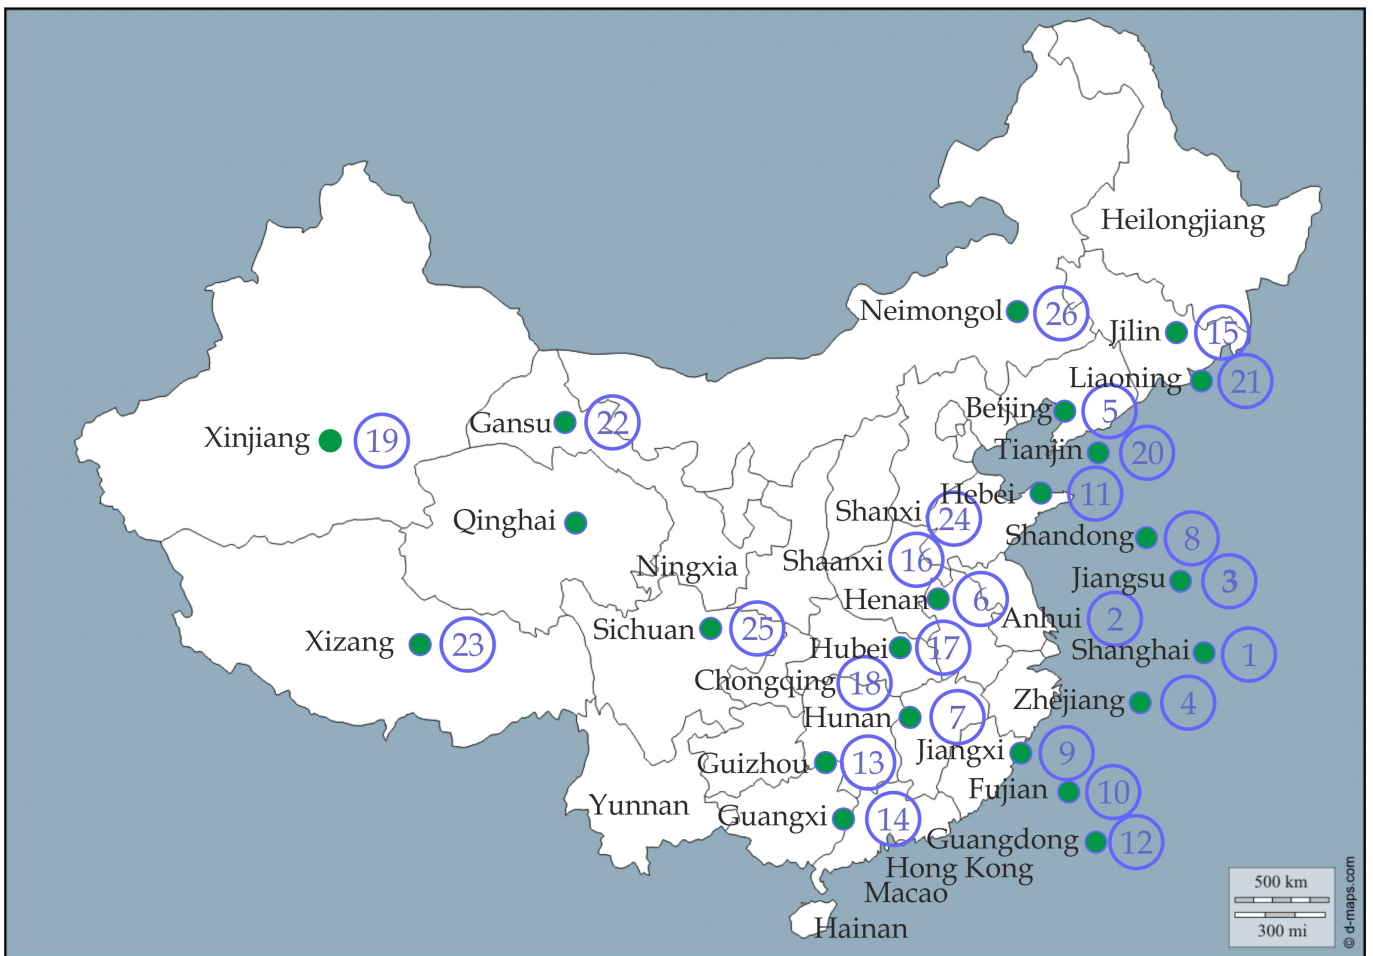 Heilongjiang
Neimongol 26
Jilin 15
Liaoning 21
Beijing 5
Xinjiang 19
Gansu 22
Tianjin 20
Hebei 11
Qinghai
Shanxi 24
Shandong 8
Shaanxi 16
Ningxia
Jiangsu 3
Henan 6
Anhui 2
Xizang 23
Sichuan 25
Hubei 17
Shanghai 1
Chongqing 18
Zhejiang 4
Hunan 7
Jiangxi 9
Guizhou 13
Fujian 10
Yunnan
Guangxi 14
Guangdong 12
Hong Kong
Macao
Hainan
500 km
300 mi
© d-maps.com